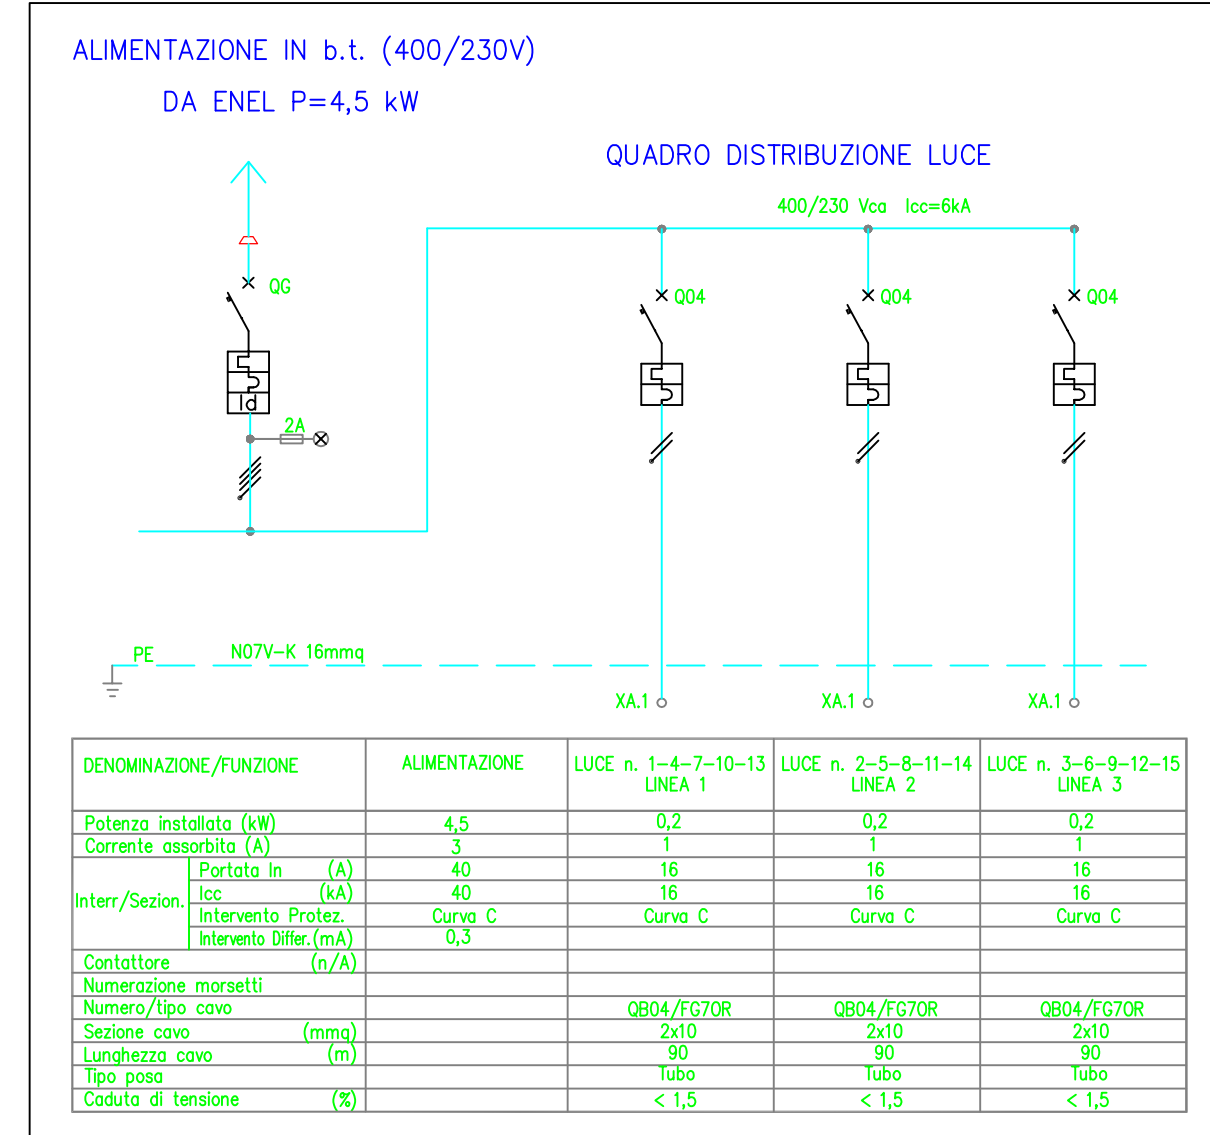 ALIMENTAZIONE IN b.t. (400/230V)
DA ENEL P=4,5 kW
QUADRO DISTRIBUZIONE LUCE
400/230 Vca Icc=6kA
QG
QO4 QO4 QO4
Id
2A
PE N07V-K 16mmq
XA.1 XA.1 XA.1
DENOMINAZIONE/FUNZIONE ALIMENTAZIONE LUCE n. 1-4-7-10-13 LUCE n. 2-5-8-11-14 LUCE n. 3-6-9-12-15
LINEA 1 LINEA 2 LINEA 3
Potenza installata (kW) 4,5 0,2 0,2 0,2
Corrente assorbita (A) 3 1 1 1
Interr/Sezion.
Portata In (A) 40 16 16 16
Icc (kA) 40 16 16 16
Intervento Protez. Curva C Curva C Curva C Curva C
Intervento Differ.(mA) 0,3
Contattore (n/A)
Numerazione morsetti
Numero/tipo cavo QB04/FG7OR QB04/FG7OR QB04/FG7OR
Sezione cavo (mmq) 2x10 2x10 2x10
Lunghezza cavo (m) 90 90 90
Tipo posa Tubo Tubo Tubo
Caduta di tensione (%) < 1,5 < 1,5 < 1,5